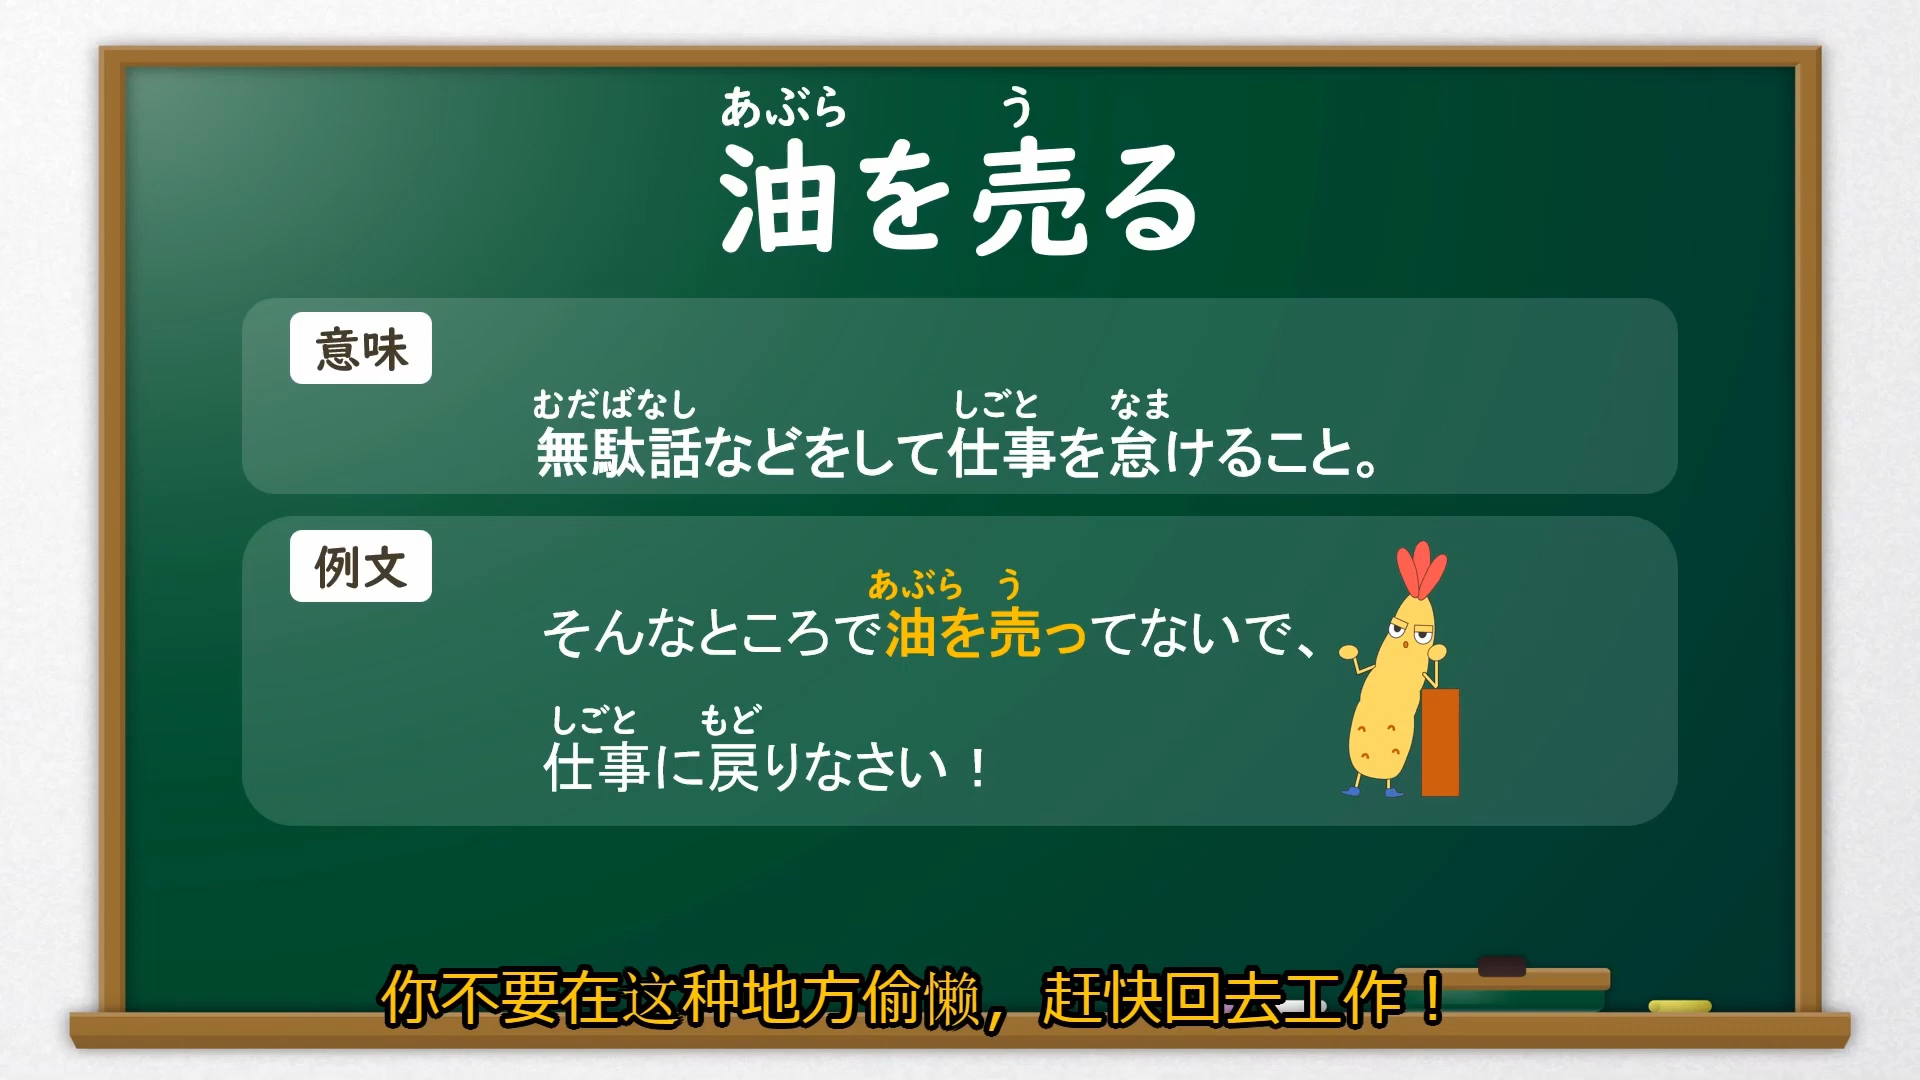 あぶら う
油を売る
意味
むだばなし しごと なま
無駄話などをして仕事を怠けること。
例文
あぶら う
そんなところで油を売ってないで、
しごと もど
仕事に戻りなさい！
你不要在这种地方偷懒，赶快回去工作！